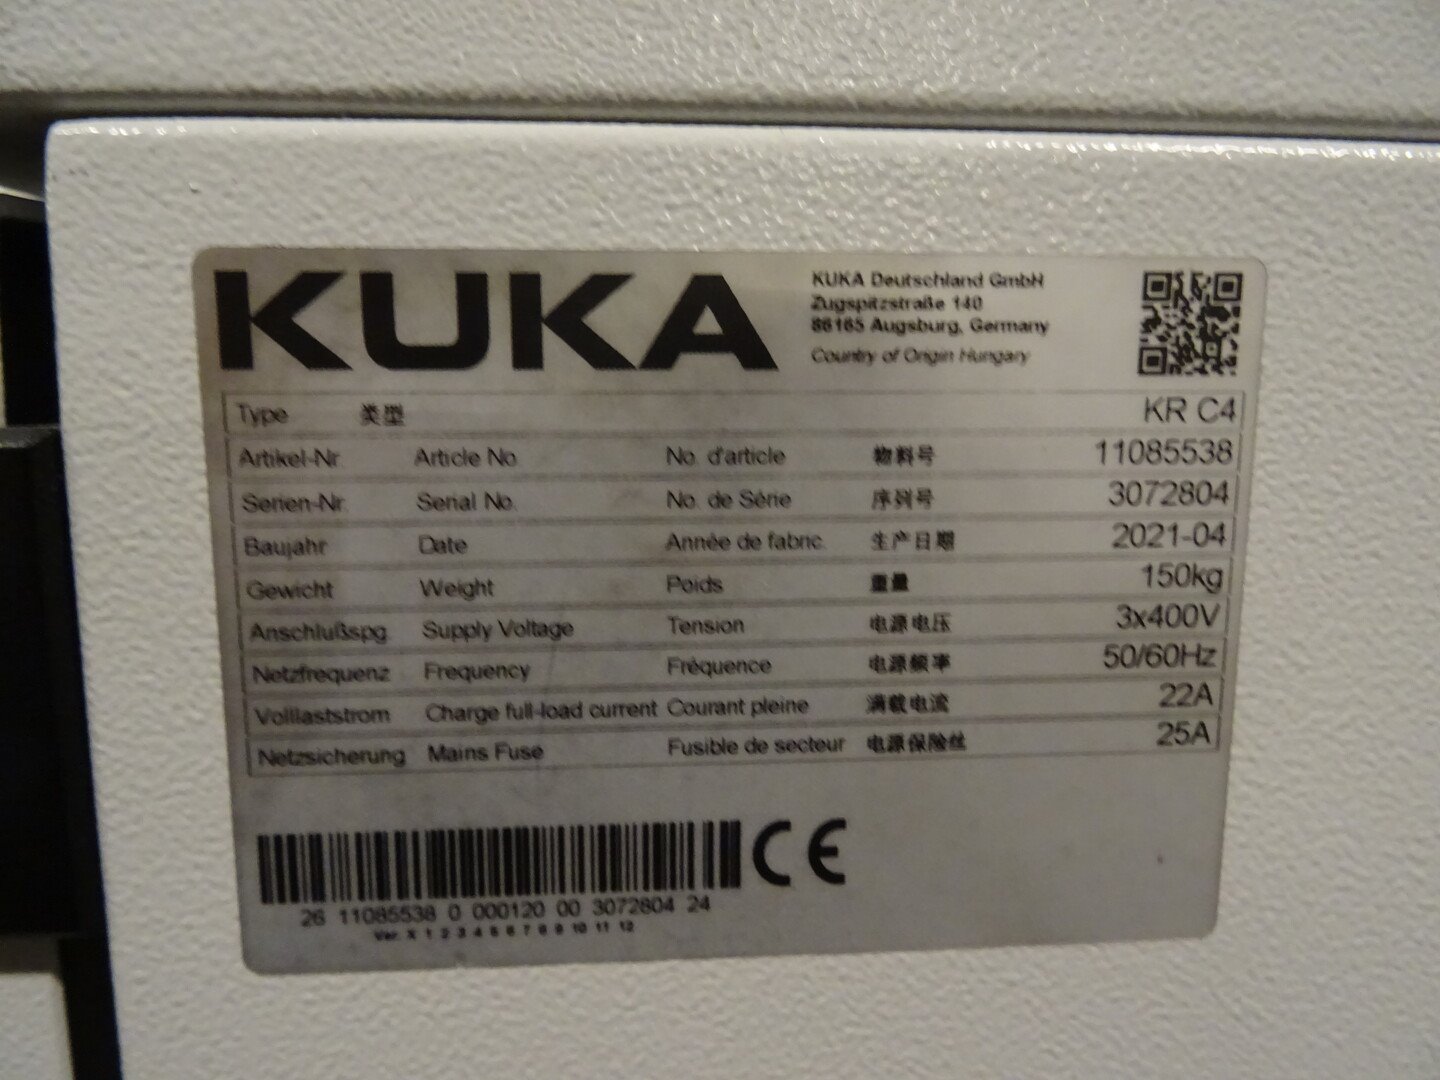 KUKA
KUKA Deutschland GmbH
Zugspitzstraße 140
86165 Augsburg, Germany
Country of Origin Hungary
Type 类型 KR C4
Artikel-Nr. Article No. No. d'article 物料号 11085538
Serien-Nr. Serial No. No. de Série 序列号 3072804
Baujahr Date Année de fabric. 生产日期 2021-04
Gewicht Weight Poids 重量 150kg
Anschlußspg. Supply Voltage Tension 电源电压 3x400V
Netzfrequenz Frequency Fréquence 电源频率 50/60Hz
Volllaststrom Charge full-load current Courant pleine 满载电流 22A
Netzsicherung Mains Fuse Fusible de secteur 电源保险丝 25A
CE
26 11085538 0 000120 00 3072804 24
Ver. X 1 2 3 4 5 6 7 8 9 10 11 12